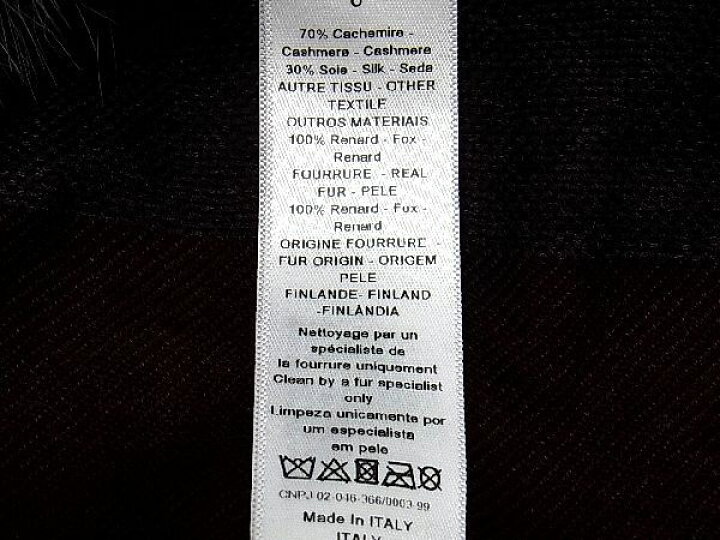 70% Cachemire -
Cashmere - Cashmere
30% Soie - Silk - Seda
AUTRE TISSU - OTHER
TEXTILE
OUTROS MATERIAIS
100% Renard - Fox -
Renard
FOURRURE - REAL
FUR - PELE
100% Renard - Fox -
Renard
ORIGINE FOURRURE -
FUR ORIGIN - ORIGEM
PELE
FINLANDE- FINLAND
-FINLÀNDIA
Nettoyage par un
spécialiste de
la fourrure uniquement
Clean by a fur specialist
only
Limpeza unicamente por
um especialista
em pele
CNPJ 02-046-366/0003-99
Made In ITALY
ITALY